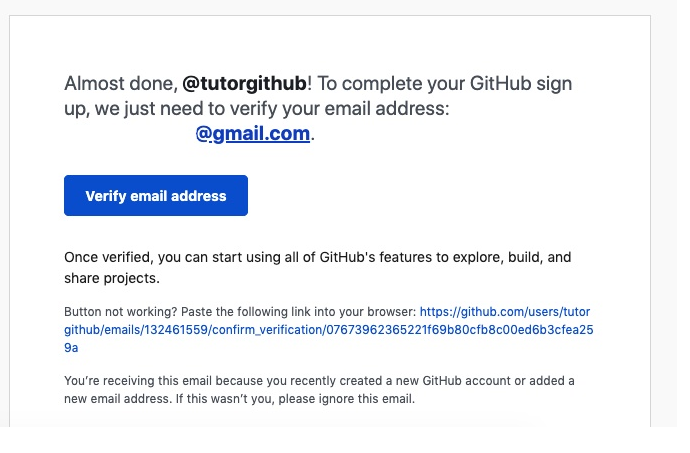 Almost done, @tutorgithub! To complete your GitHub sign
up, we just need to verify your email address:
@gmail.com.
Verify email address
Once verified, you can start using all of GitHub's features to explore, build, and
share projects.
Button not working? Paste the following link into your browser: https://github.com/users/tutor
github/emails/132461559/confirm_verification/07673962365221f69b80cfb8c00ed6b3cfea25
9a
You’re receiving this email because you recently created a new GitHub account or added a
new email address. If this wasn’t you, please ignore this email.